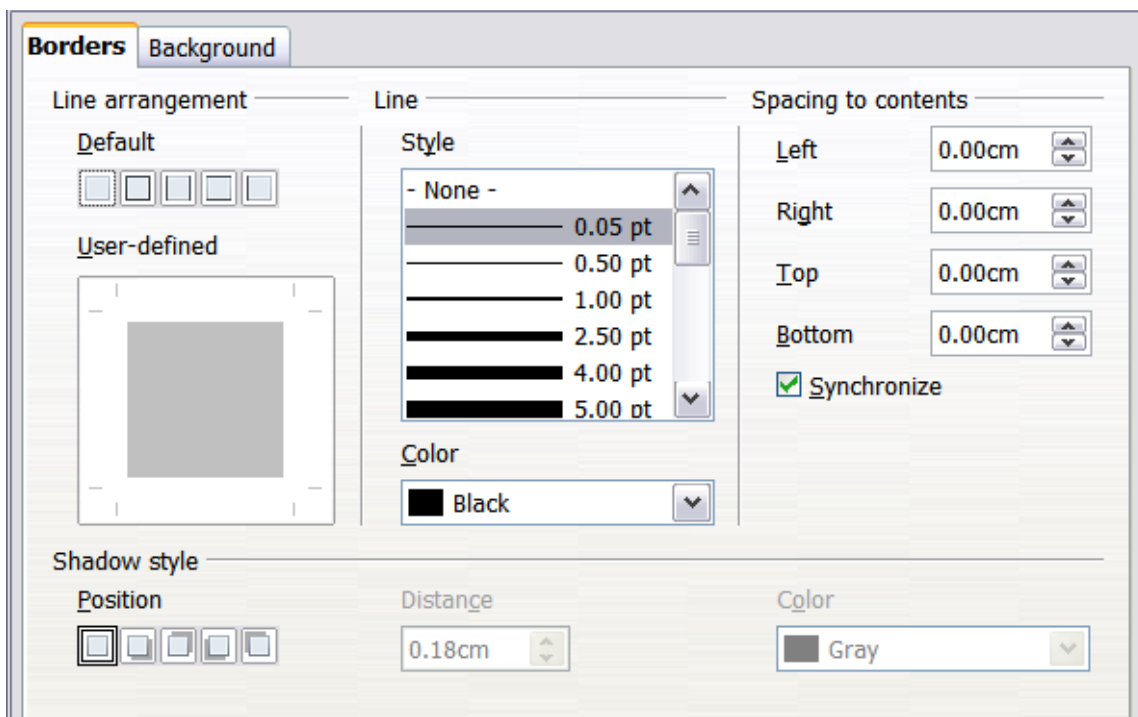 Borders Background
Line arrangement Line Spacing to contents
Default Style Left 0.00cm
- None -
0.05 pt Right 0.00cm
User-defined 0.50 pt
1.00 pt Top 0.00cm
2.50 pt Bottom 0.00cm
4.00 pt Synchronize
5.00 pt
Color
Black
Shadow style
Position Distance Color
0.18cm Gray